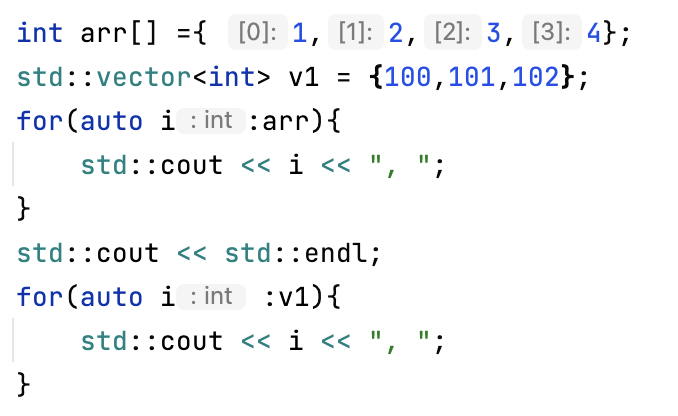 int arr[] ={ [0]: 1, [1]: 2, [2]: 3, [3]: 4};
std::vector<int> v1 = {100,101,102};
for(auto i : int :arr){
    std::cout << i << ", ";
}
std::cout << std::endl;
for(auto i : int :v1){
    std::cout << i << ", ";
}